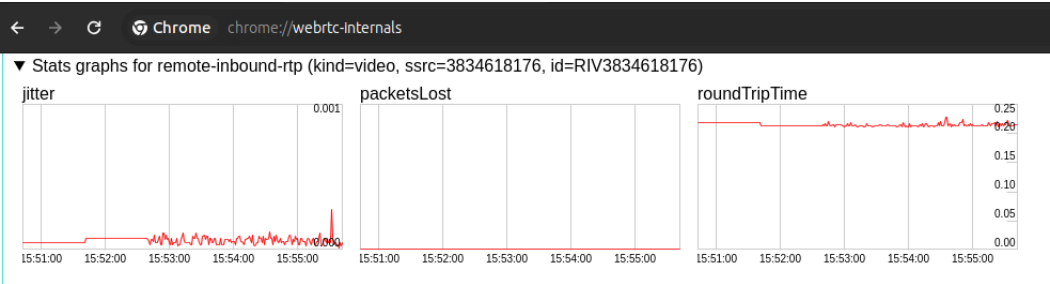 Chrome chrome://webrtc-internals
▼ Stats graphs for remote-inbound-rtp (kind=video, ssrc=3834618176, id=RIV3834618176)
jitter
0.001
0.000
15:51:00 15:52:00 15:53:00 15:54:00 15:55:00
packetsLost
15:51:00 15:52:00 15:53:00 15:54:00 15:55:00
roundTripTime
0.25
0.20
0.15
0.10
0.05
0.00
15:51:00 15:52:00 15:53:00 15:54:00 15:55:00